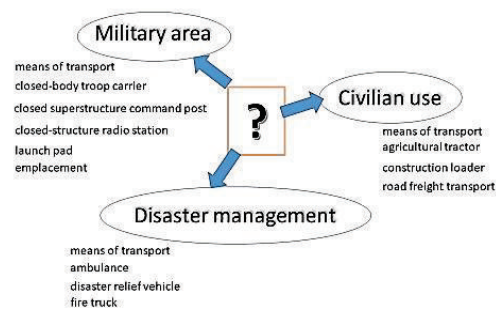 Military area
means of transport
closed-body troop carrier
closed superstructure command post
closed-structure radio station
launch pad
emplacement
?
Civilian use
means of transport
agricultural tractor
construction loader
road freight transport
Disaster management
means of transport
ambulance
disaster relief vehicle
fire truck